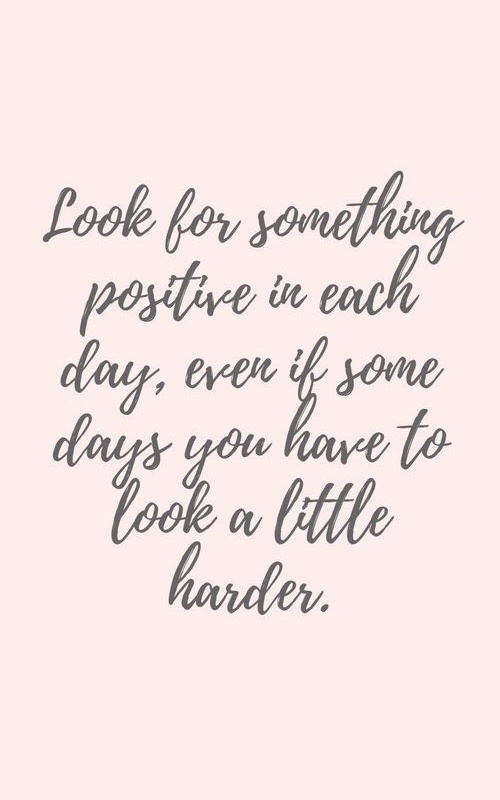 Look for something
positive in each
day, even if some
days you have to
look a little
harder.